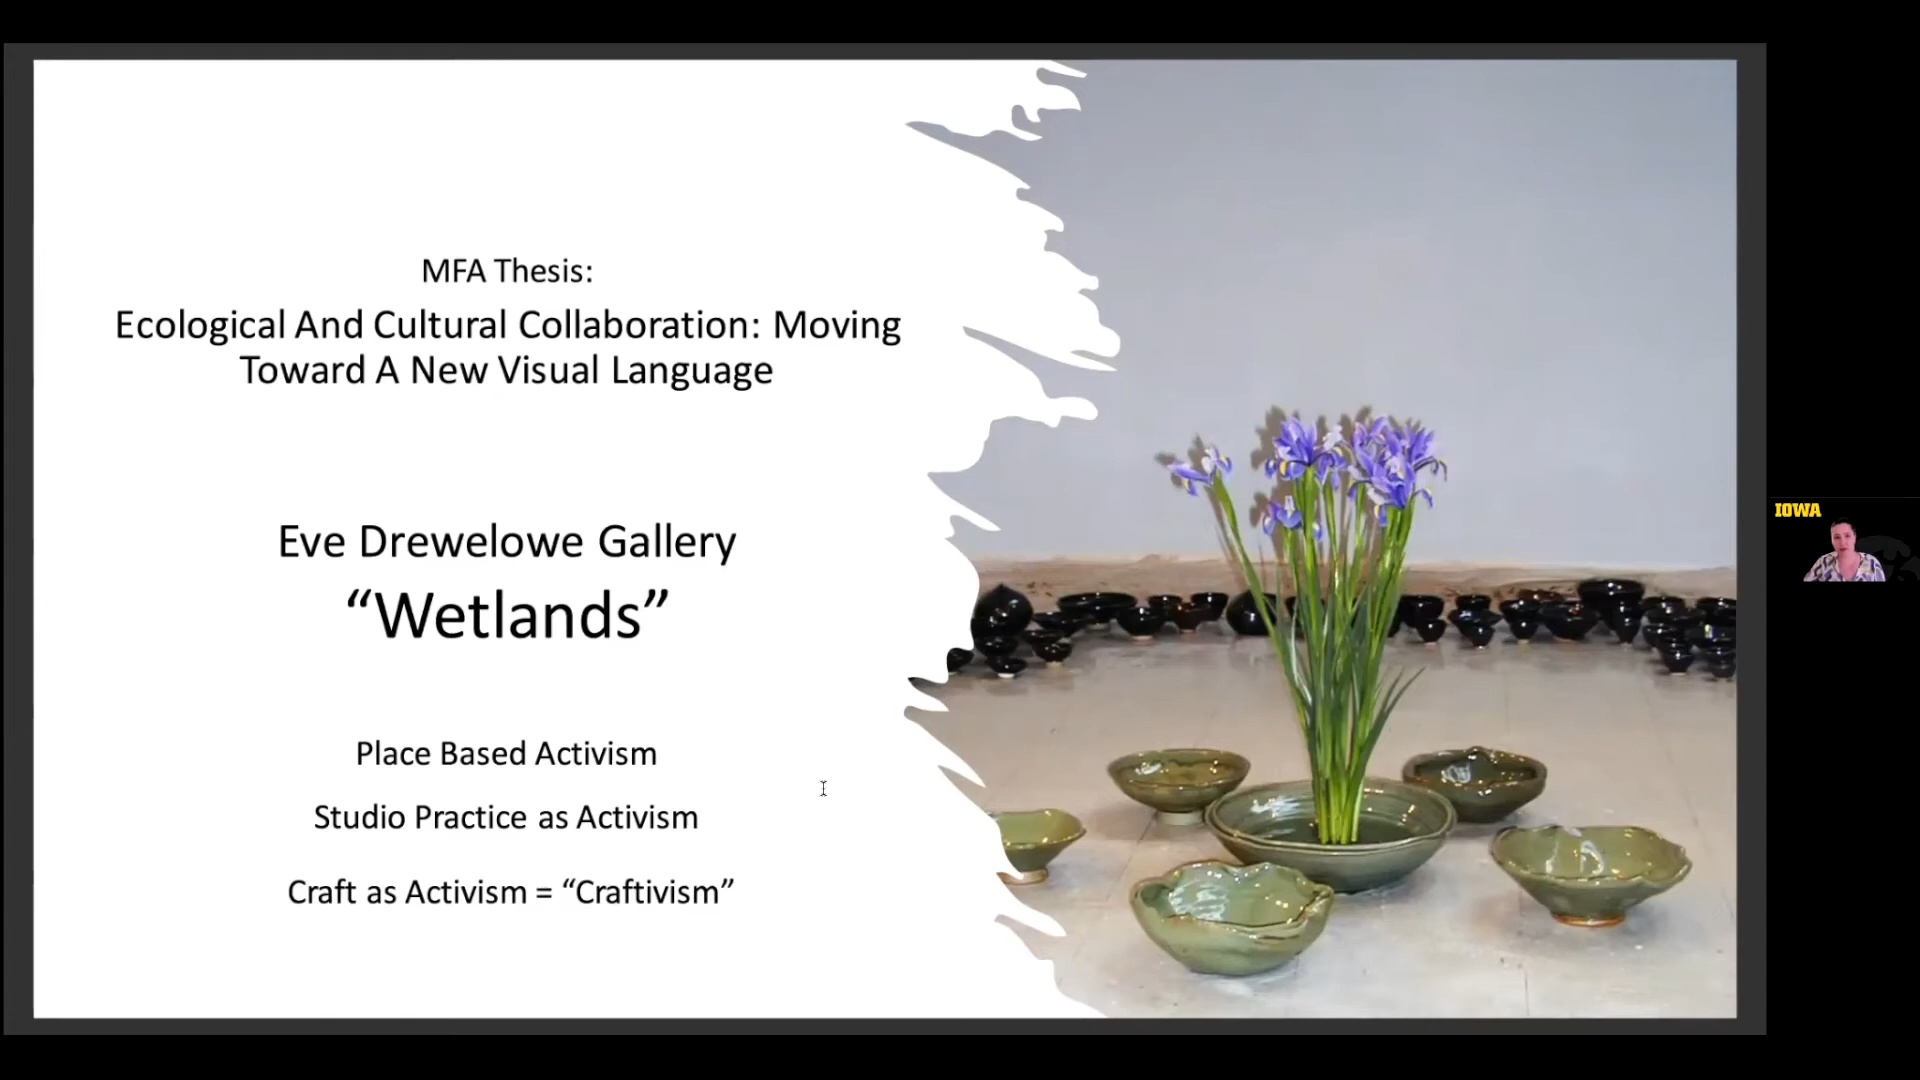 MFA Thesis:
Ecological And Cultural Collaboration: Moving
Toward A New Visual Language
Eve Drewelowe Gallery
“Wetlands”
Place Based Activism
Studio Practice as Activism
Craft as Activism = “Craftivism”
IOWA